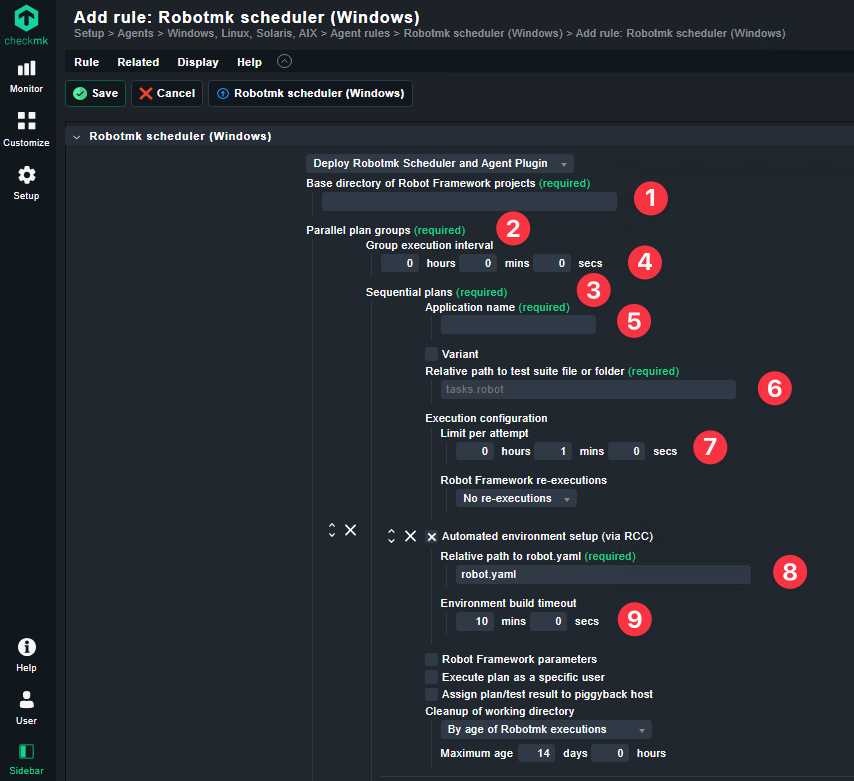 checkmk
Monitor
Customize
Setup
Help
User
Sidebar
Add rule: Robotmk scheduler (Windows)
Setup > Agents > Windows, Linux, Solaris, AIX > Agent rules > Robotmk scheduler (Windows) > Add rule: Robotmk scheduler (Windows)
Rule Related Display Help
Save Cancel Robotmk scheduler (Windows)
Robotmk scheduler (Windows)
Deploy Robotmk Scheduler and Agent Plugin
Base directory of Robot Framework projects (required)
1
Parallel plan groups (required) 2
Group execution interval
0 hours 0 mins 0 secs 4
Sequential plans (required) 3
Application name (required)
5
Variant
Relative path to test suite file or folder (required)
tasks.robot 6
Execution configuration
Limit per attempt
0 hours 1 mins 0 secs 7
Robot Framework re-executions
No re-executions
Automated environment setup (via RCC)
Relative path to robot.yaml (required)
robot.yaml 8
Environment build timeout
10 mins 0 secs 9
Robot Framework parameters
Execute plan as a specific user
Assign plan/test result to piggyback host
Cleanup of working directory
By age of Robotmk executions
Maximum age 14 days 0 hours